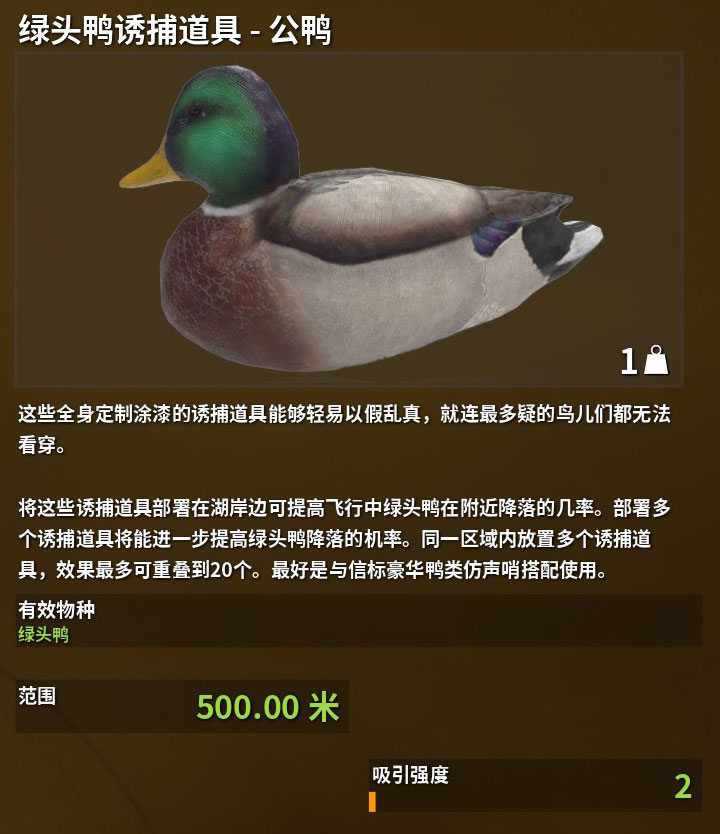 绿头鸭诱捕道具 - 公鸭
1
这些全身定制涂漆的诱捕道具能够轻易以假乱真，就连最多疑的鸟儿们都无法
看穿。
将这些诱捕道具部署在湖岸边可提高飞行中绿头鸭在附近降落的几率。部署多
个诱捕道具将能进一步提高绿头鸭降落的机率。同一区域内放置多个诱捕道
具，效果最多可重叠到20个。最好是与信标豪华鸭类仿声哨搭配使用。
有效物种
绿头鸭
范围
500.00 米
吸引强度
2